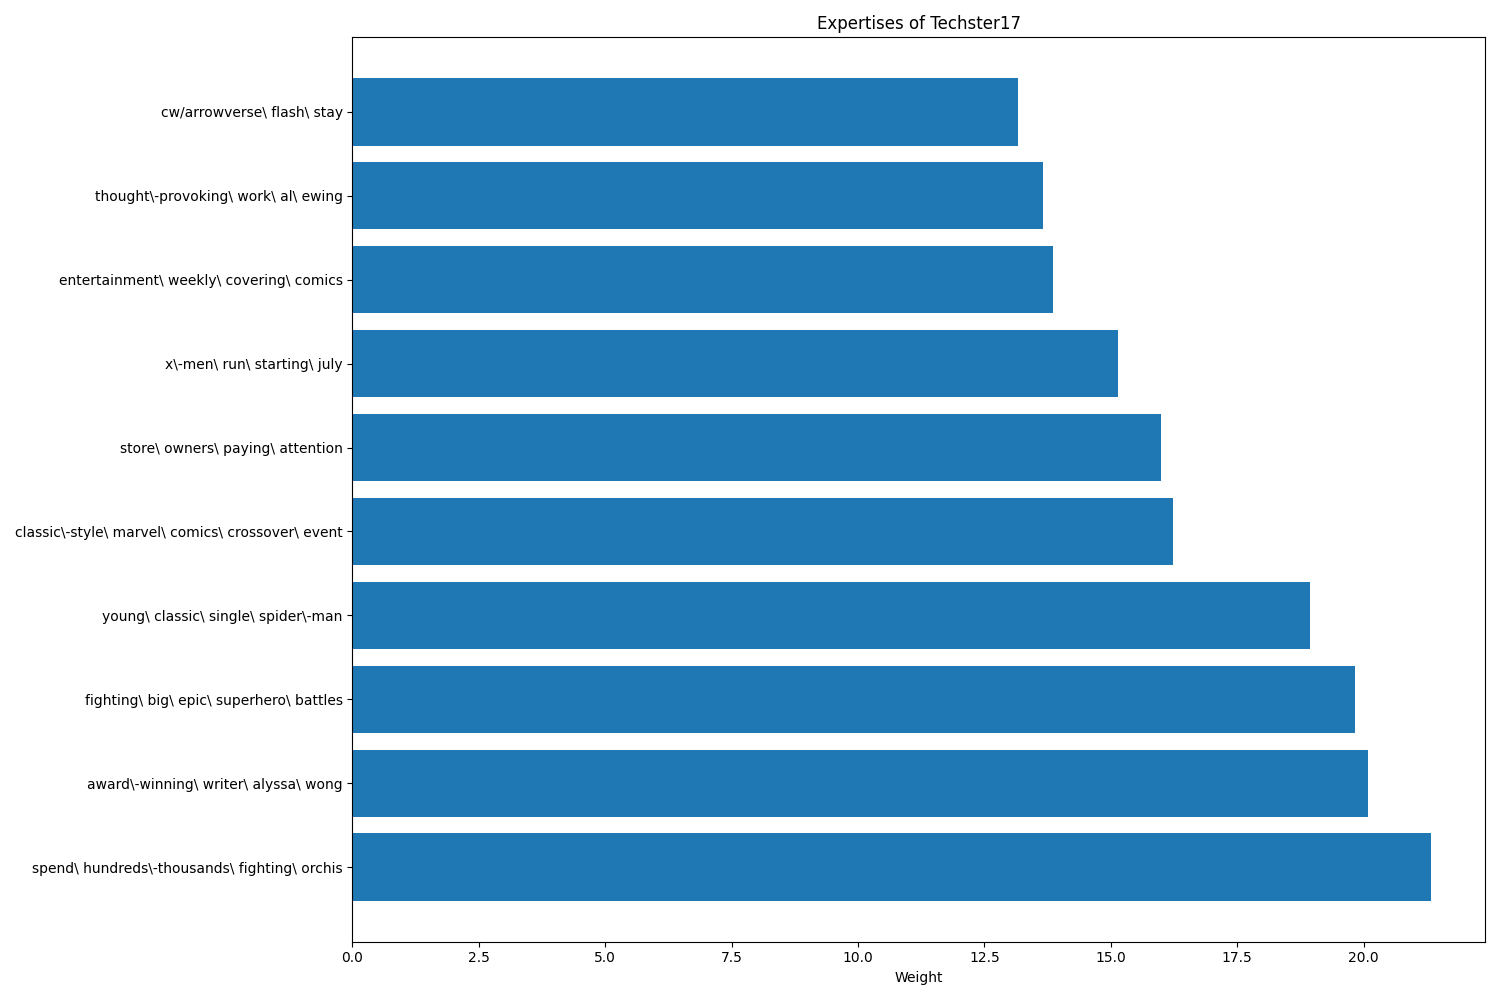 Expertises of Techster17
cw/arrowverse\ flash\ stay
thought\-provoking\ work\ al\ ewing
entertainment\ weekly\ covering\ comics
x\-men\ run\ starting\ july
store\ owners\ paying\ attention
classic\-style\ marvel\ comics\ crossover\ event
young\ classic\ single\ spider\-man
fighting\ big\ epic\ superhero\ battles
award\-winning\ writer\ alyssa\ wong
spend\ hundreds\-thousands\ fighting\ orchis
0.0 2.5 5.0 7.5 10.0 12.5 15.0 17.5 20.0
Weight